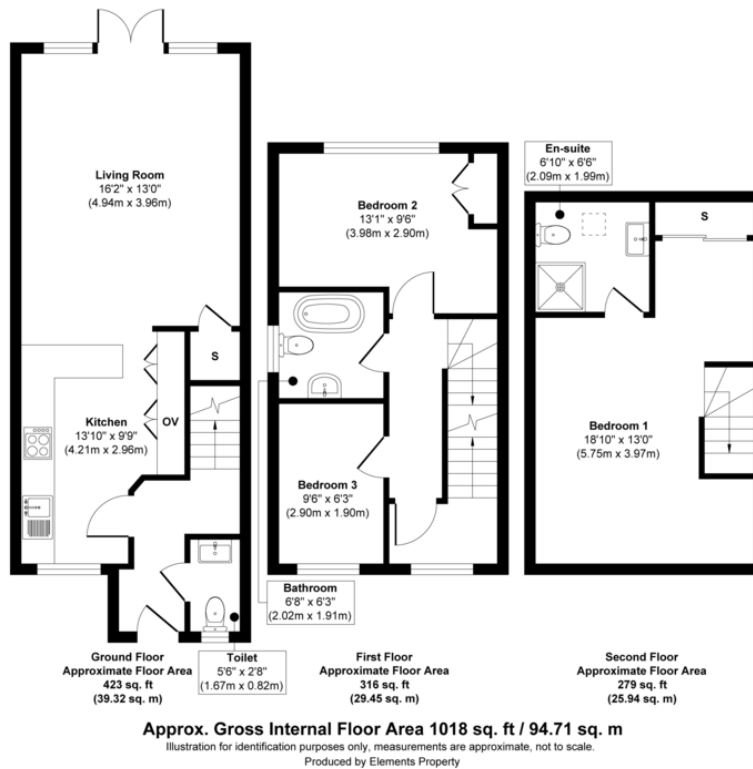 Living Room
16'2" x 13'0"
(4.94m x 3.96m)
S
Kitchen
13'10" x 9'9"
(4.21m x 2.96m)
OV
Ground Floor
Approximate Floor Area
423 sq. ft
(39.32 sq. m)
Toilet
5'6" x 2'8"
(1.67m x 0.82m)
Bedroom 2
13'1" x 9'6"
(3.98m x 2.90m)
Bedroom 3
9'6" x 6'3"
(2.90m x 1.90m)
Bathroom
6'8" x 6'3"
(2.02m x 1.91m)
First Floor
Approximate Floor Area
316 sq. ft
(29.45 sq. m)
En-suite
6'10" x 6'6"
(2.09m x 1.99m)
S
Bedroom 1
18'10" x 13'0"
(5.75m x 3.97m)
Second Floor
Approximate Floor Area
279 sq. ft
(25.94 sq. m)
Approx. Gross Internal Floor Area 1018 sq. ft / 94.71 sq. m
Illustration for identification purposes only, measurements are approximate, not to scale.
Produced by Elements Property